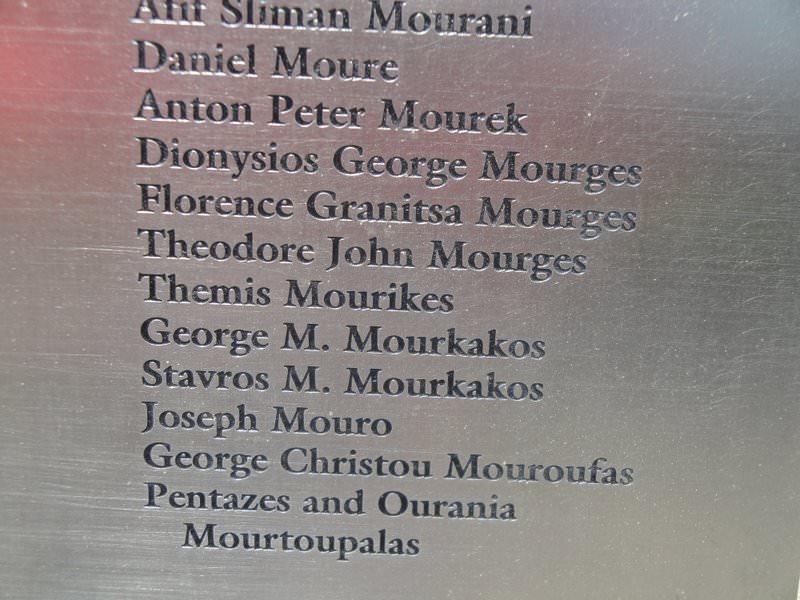 Afif Sliman Mourani
Daniel Moure
Anton Peter Mourek
Dionysios George Mourges
Florence Granitsa Mourges
Theodore John Mourges
Themis Mourikes
George M. Mourkakos
Stavros M. Mourkakos
Joseph Mouro
George Christou Mouroufas
Pentazes and Ourania
Mourtoupalas